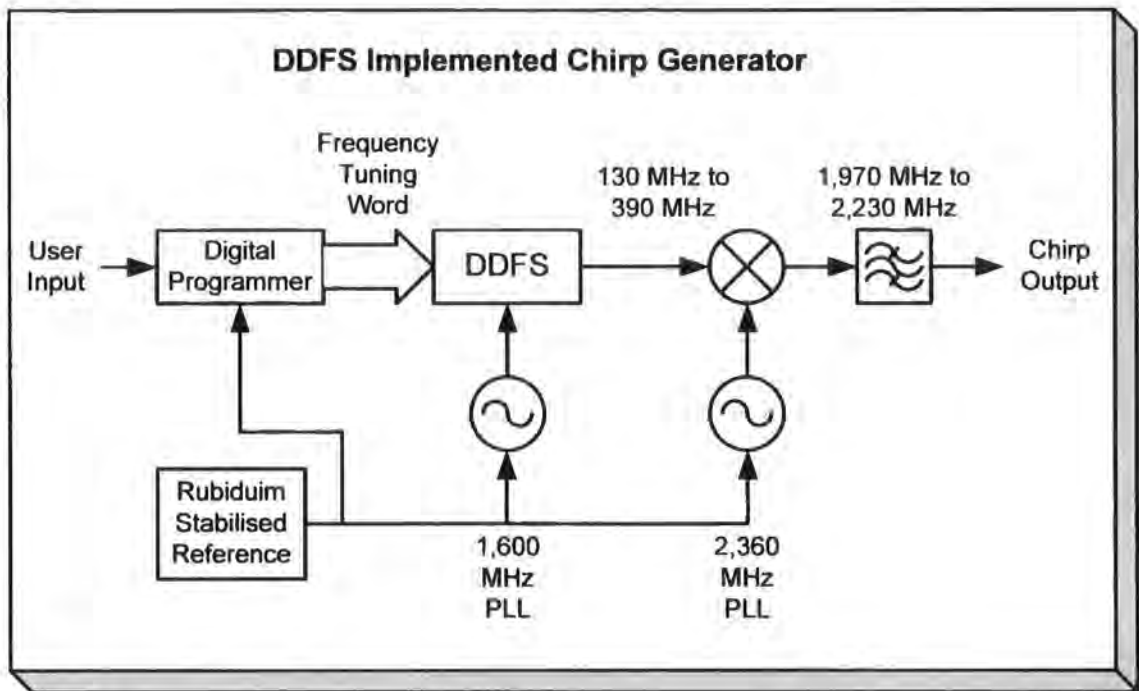 DDFS Implemented Chirp Generator
Frequency
Tuning
Word
130 MHz to
390 MHz
1,970 MHz to
2,230 MHz
User
Input
Digital
Programmer
DDFS
Chirp
Output
Rubiduim
Stabilised
Reference
1,600
MHz
PLL
2,360
MHz
PLL